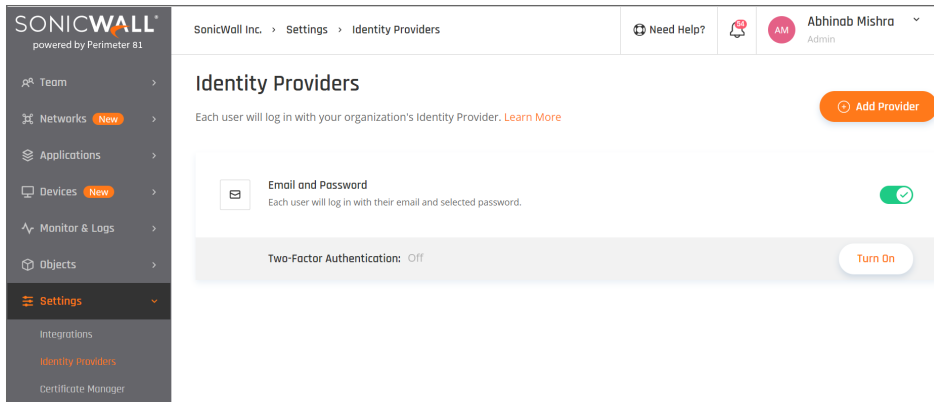 SONICWALL®
powered by Perimeter 81
SonicWall Inc. › Settings › Identity Providers
Need Help?
54
AM
Abhinab Mishra
Admin
Team
Networks New
Applications
Devices New
Monitor & Logs
Objects
Settings
Integrations
Identity Providers
Certificate Manager
Identity Providers
Each user will log in with your organization's Identity Provider. Learn More
Add Provider
Email and Password
Each user will log in with their email and selected password.
Two-Factor Authentication: Off
Turn On